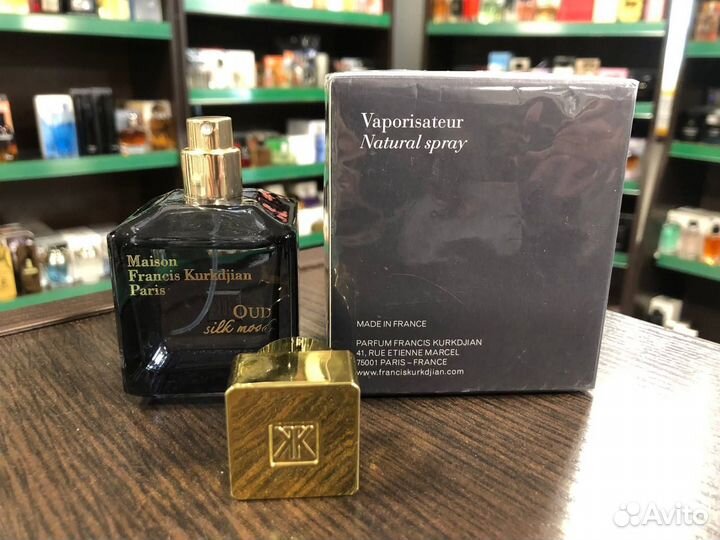 Maison
Francis Kurkdjian
Paris
OUD
silk mood
Vaporisateur
Natural spray
MADE IN FRANCE
PARFUM FRANCIS KURKDJIAN
41, RUE ETIENNE MARCEL
75001 PARIS – FRANCE
www.franciskurkdjian.com
Avito